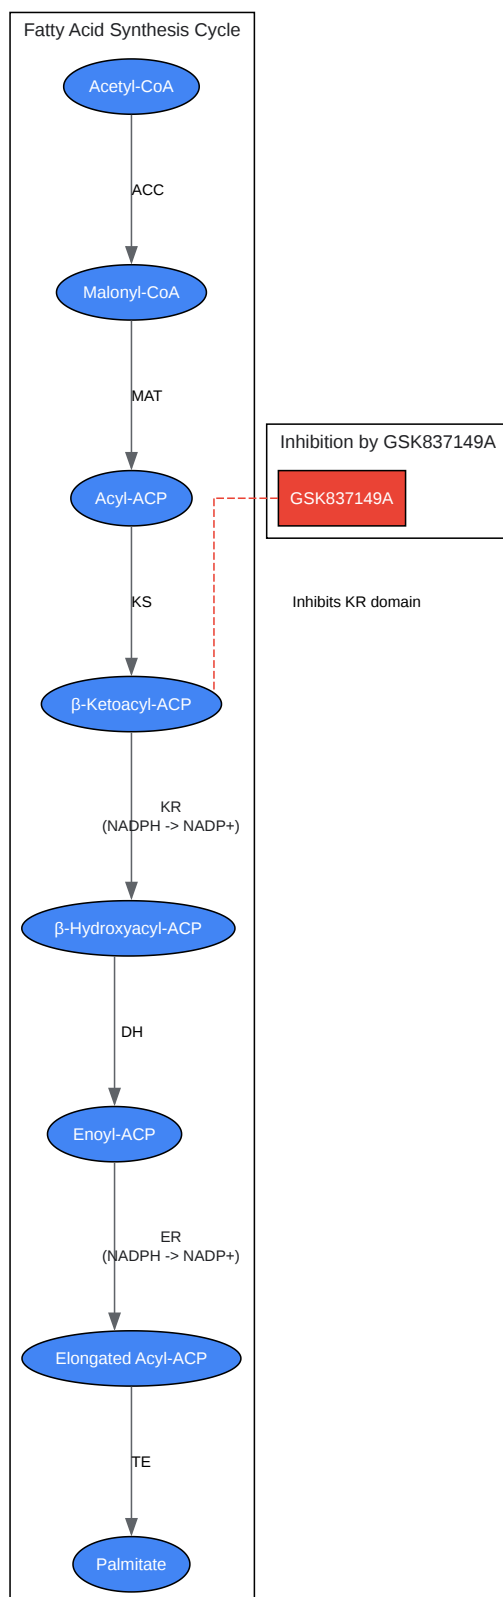 Fatty Acid Synthesis Cycle
Acetyl-CoA
ACC
Malonyl-CoA
MAT
Inhibition by GSK837149A
Acyl-ACP
GSK837149A
KS
Inhibits KR domain
β-Ketoacyl-ACP
KR
(NADPH -> NADP+)
β-Hydroxyacyl-ACP
DH
Enoyl-ACP
ER
(NADPH -> NADP+)
Elongated Acyl-ACP
TE
Palmitate